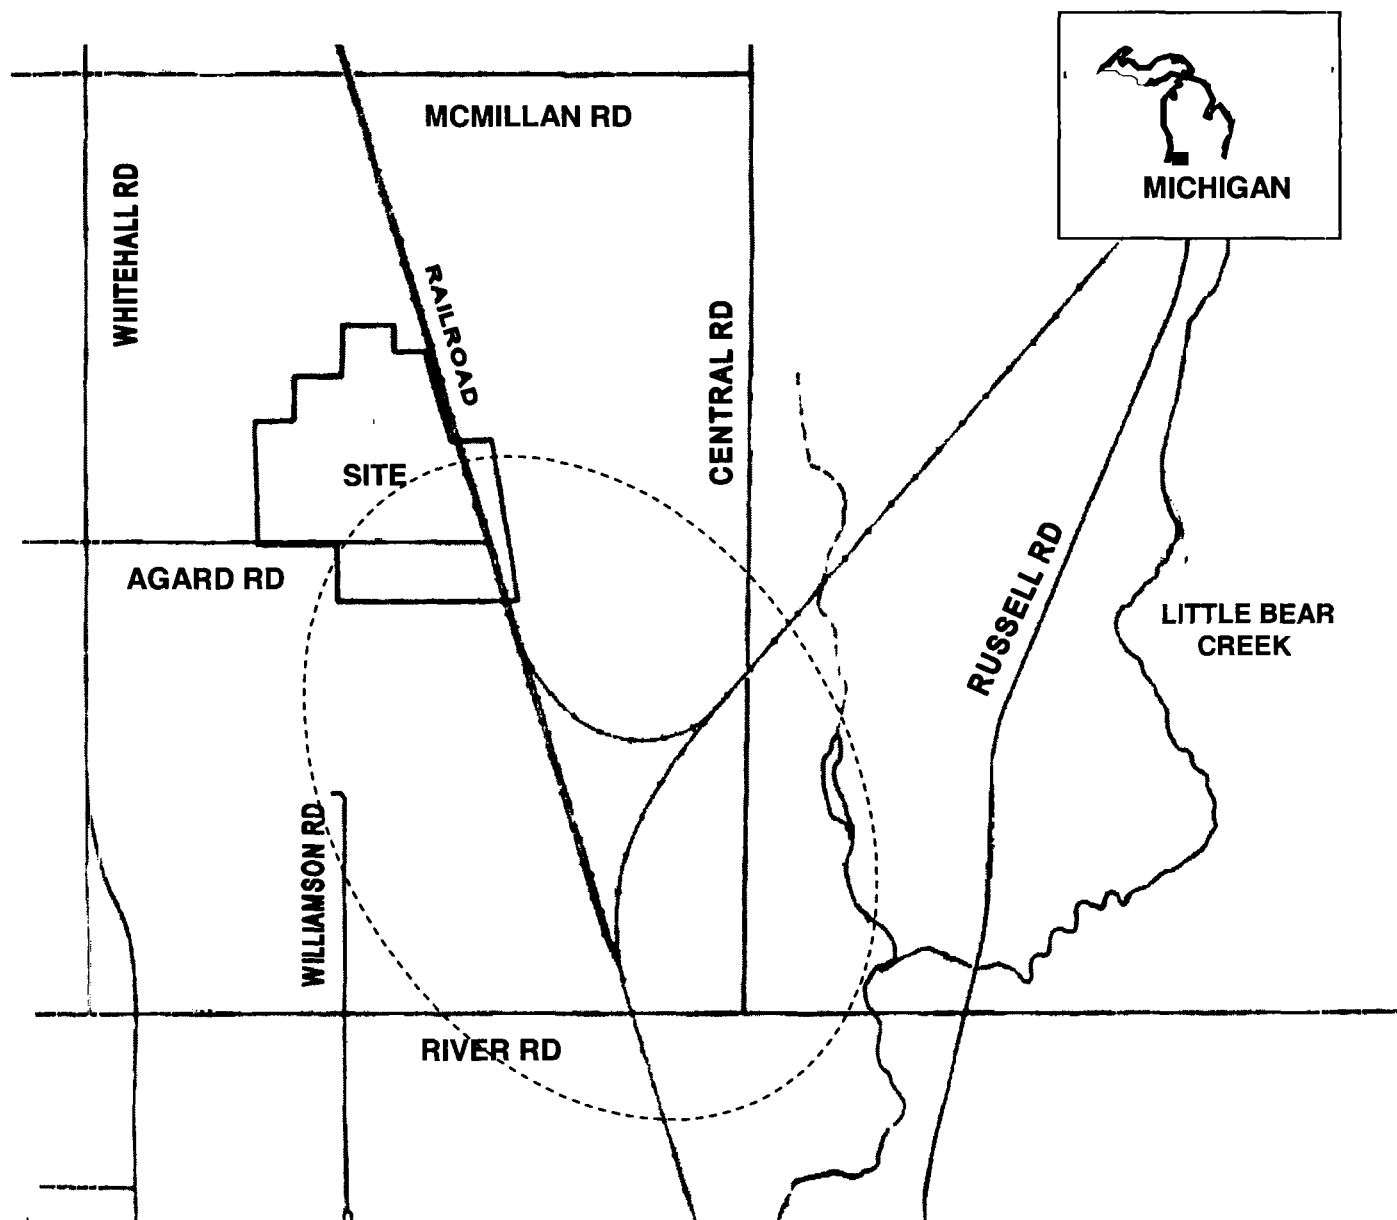 MCMILLAN RD
MICHIGAN
WHITEHALL RD
RAILROAD
CENTRAL RD
SITE
AGARD RD
RUSSELL RD
LITTLE BEAR
CREEK
WILLIAMSON RD
RIVER RD